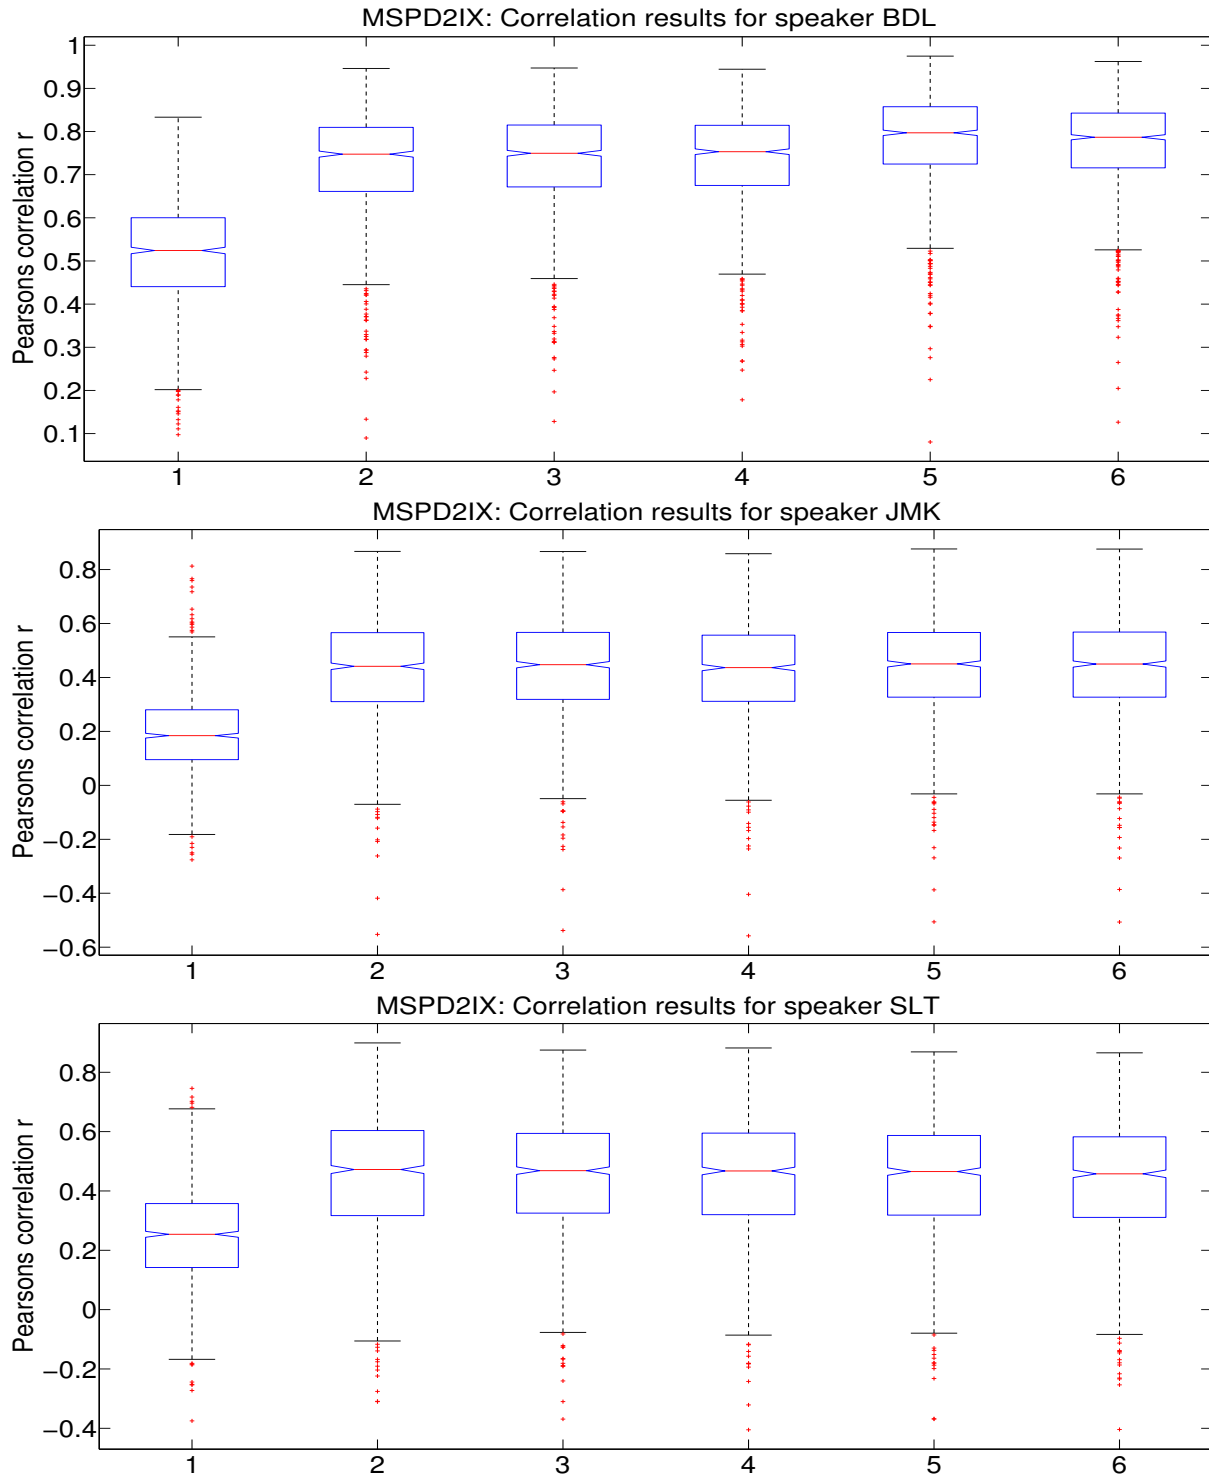 MSPD2IX: Correlation results for speaker BDL
Pearsons correlation r
1
0.9
0.8
0.7
0.6
0.5
0.4
0.3
0.2
0.1
1 2 3 4 5 6
MSPD2IX: Correlation results for speaker JMK
Pearsons correlation r
0.8
0.6
0.4
0.2
0
−0.2
−0.4
−0.6
1 2 3 4 5 6
MSPD2IX: Correlation results for speaker SLT
Pearsons correlation r
0.8
0.6
0.4
0.2
0
−0.2
−0.4
1 2 3 4 5 6